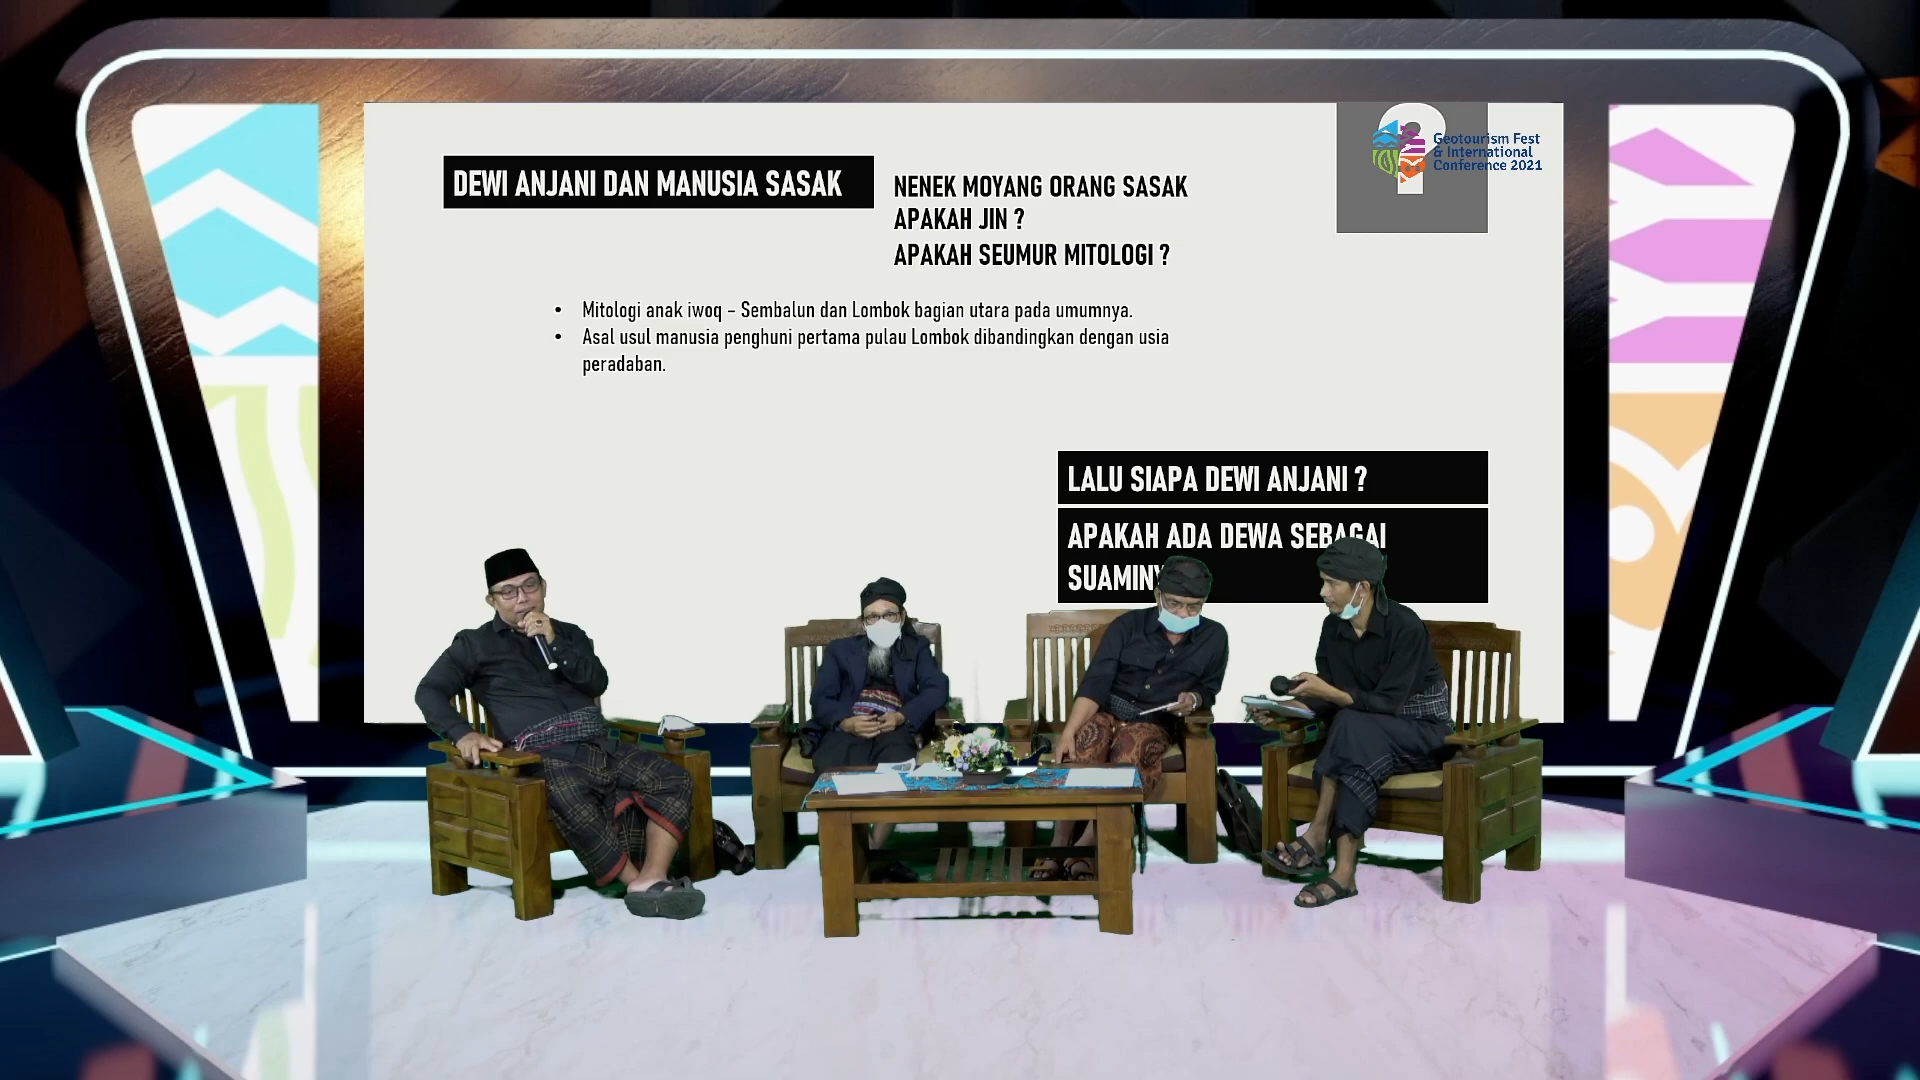 DEWI ANJANI DAN MANUSIA SASAK
NENEK MOYANG ORANG SASAK
APAKAH JIN ?
APAKAH SEUMUR MITOLOGI ?
?
Geotourism Fest
& International
Conference 2021
• Mitologi anak iwoq – Sembalun dan Lombok bagian utara pada umumnya.
• Asal usul manusia penghuni pertama pulau Lombok dibandingkan dengan usia
peradaban.
LALU SIAPA DEWI ANJANI ?
APAKAH ADA DEWA SEBAGAI